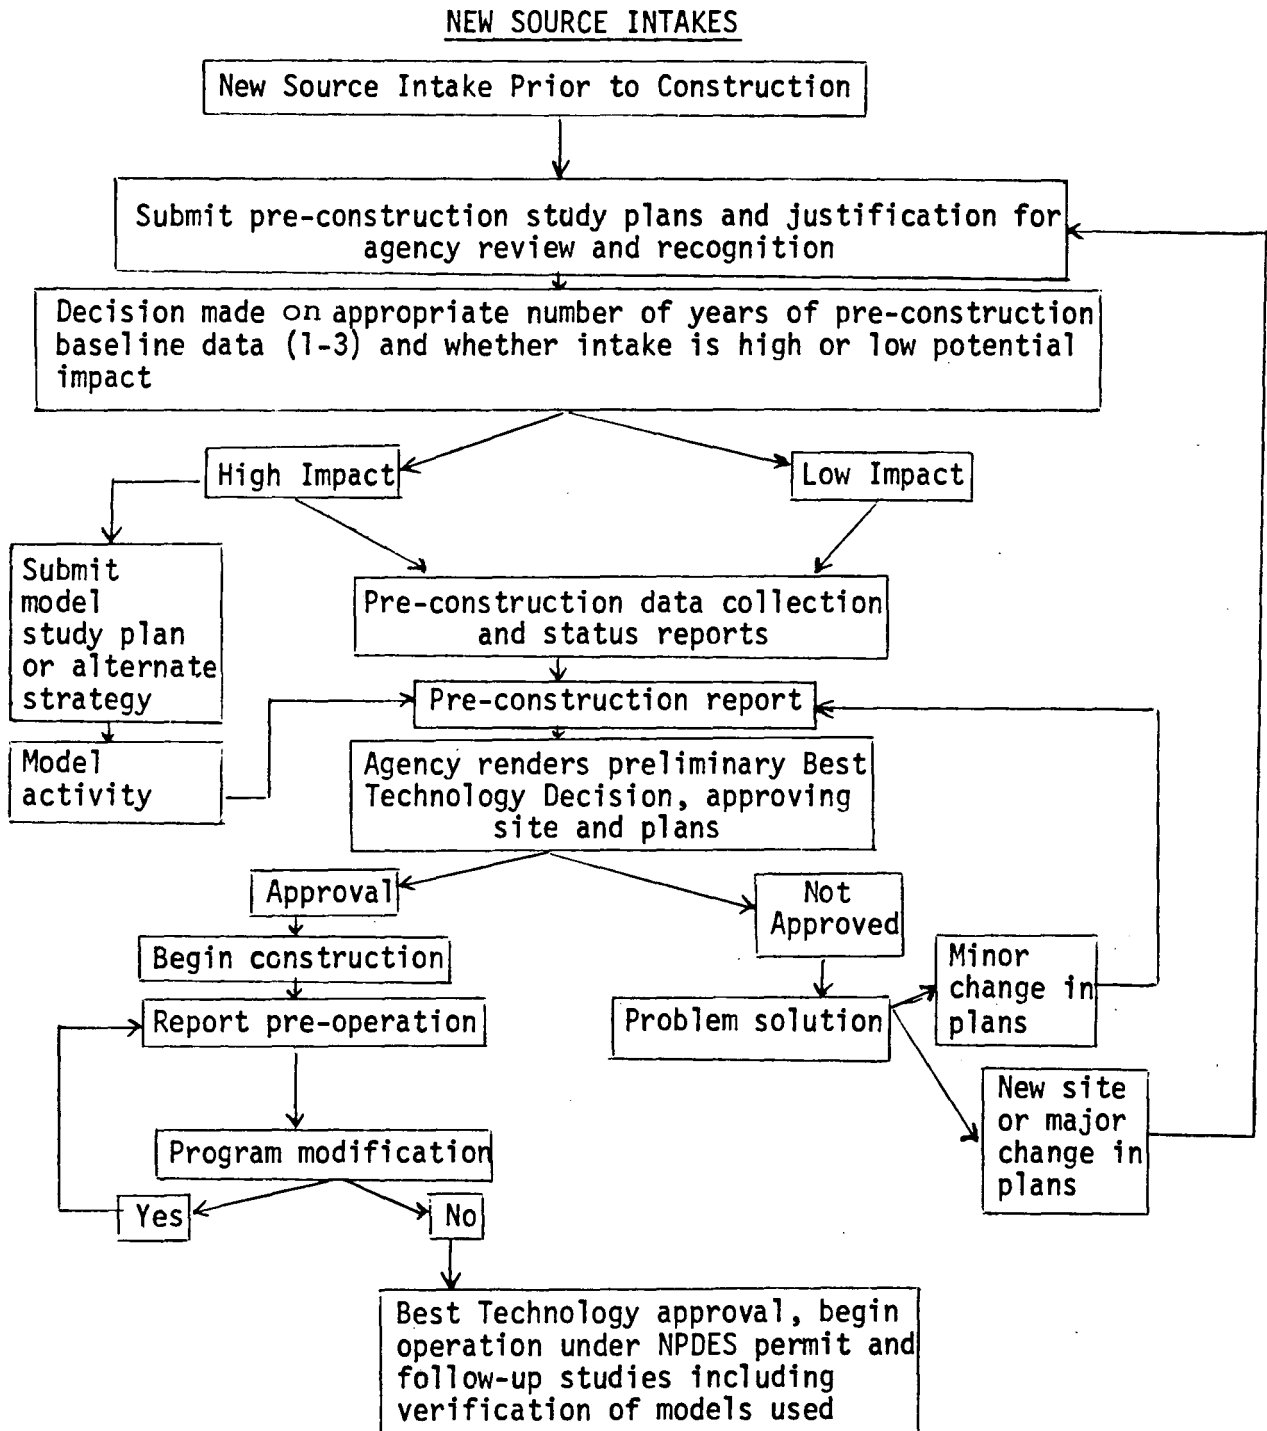 NEW SOURCE INTAKES
New Source Intake Prior to Construction
Submit pre-construction study plans and justification for
agency review and recognition
Decision made on appropriate number of years of pre-construction
baseline data (1-3) and whether intake is high or low potential
impact
High Impact
Low Impact
Submit
model
study plan
or alternate
strategy
Pre-construction data collection
and status reports
Pre-construction report
Model
activity
Agency renders preliminary Best
Technology Decision, approving
site and plans
Approval
Not
Approved
Begin construction
Minor
change in
plans
Report pre-operation
Problem solution
New site
or major
change in
plans
Program modification
Yes
No
Best Technology approval, begin
operation under NPDES permit and
follow-up studies including
verification of models used